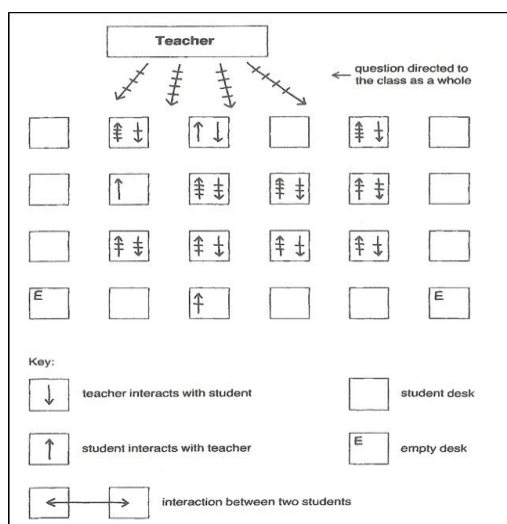 Teacher
question directed to
the class as a whole
E
E
Key:
teacher interacts with student
student desk
student interacts with teacher
E
empty desk
interaction between two students